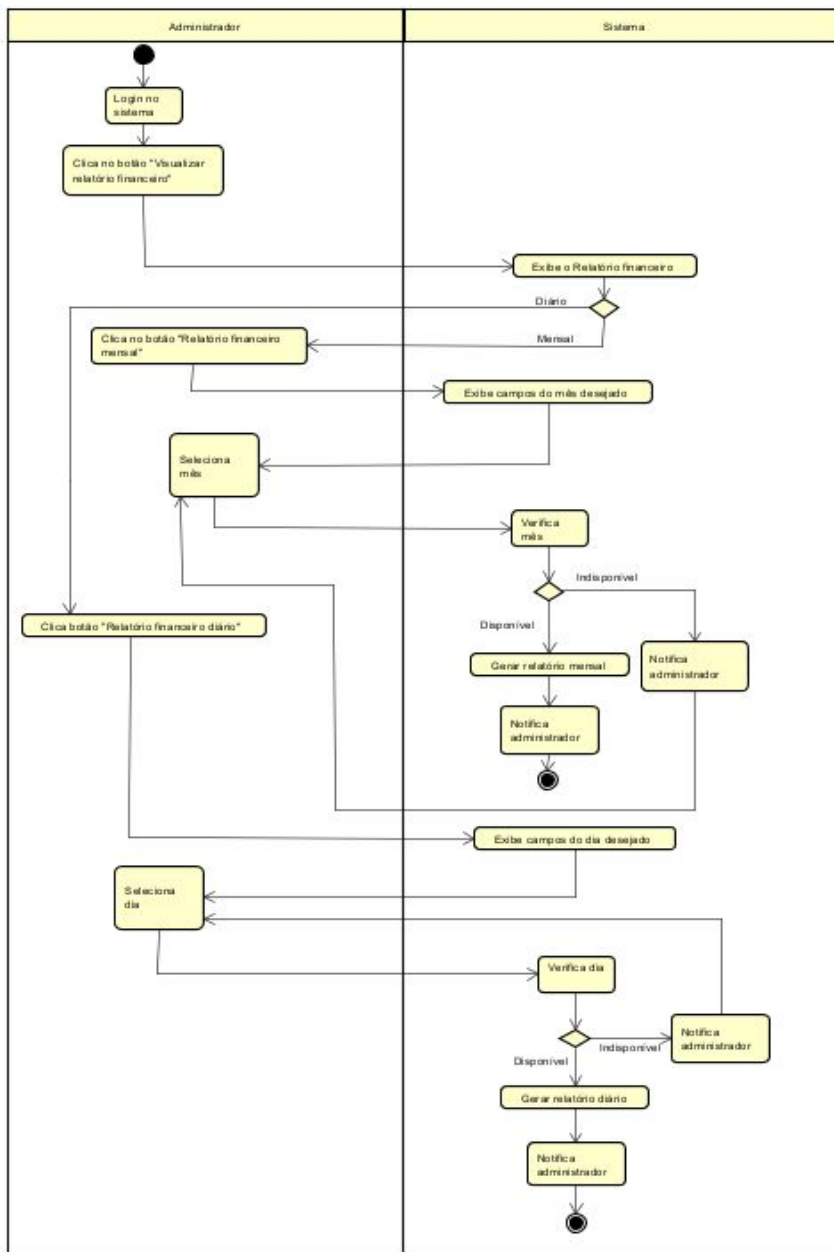 Administrador
Sistema
Login no
sistema
Clica no botão "Visualizar
relatório financeiro"
Exibe o Relatório financeiro
Diário
Mensal
Clica no botão "Relatório financeiro
mensal"
Exibe campos do mês desejado
Seleciona
mês
Verifica
mês
Indisponível
Disponível
Clica botão "Relatório financeiro diário"
Gerar relatório mensal
Notifica
administrador
Notifica
administrador
Exibe campos do dia desejado
Seleciona
dia
Verifica dia
Notifica
administrador
Indisponível
Disponível
Gerar relatório diário
Notifica
administrador